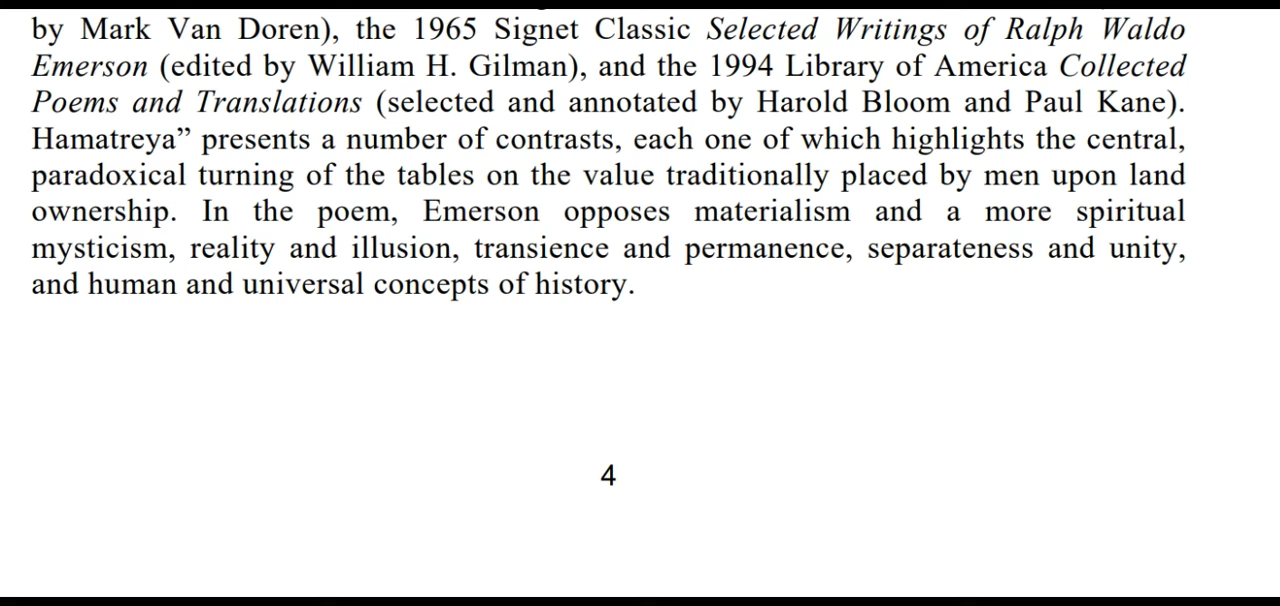 by Mark Van Doren), the 1965 Signet Classic Selected Writings of Ralph Waldo
Emerson (edited by William H. Gilman), and the 1994 Library of America Collected
Poems and Translations (selected and annotated by Harold Bloom and Paul Kane).
Hamatreya” presents a number of contrasts, each one of which highlights the central,
paradoxical turning of the tables on the value traditionally placed by men upon land
ownership. In the poem, Emerson opposes materialism and a more spiritual
mysticism, reality and illusion, transience and permanence, separateness and unity,
and human and universal concepts of history.
4